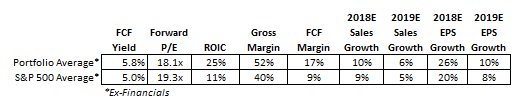 FCF Yield Forward P/E ROIC Gross Margin FCF Margin 2018E Sales Growth 2019E Sales Growth 2018E EPS Growth 2019E EPS Growth
Portfolio Average* 5.8% 18.1x 25% 52% 17% 10% 6% 26% 10%
S&P 500 Average* 5.0% 19.3x 11% 40% 9% 9% 5% 20% 8%
*Ex-Financials